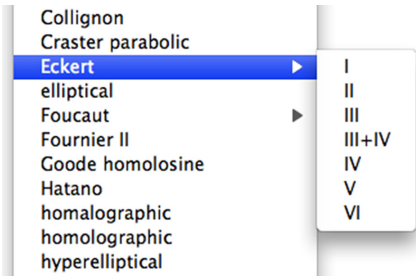 Collignon
Craster parabolic
Eckert
elliptical
Foucaut
Fournier II
Goode homolosine
Hatano
homalographic
homolographic
hyperelliptical
I
II
III
III+IV
IV
V
VI